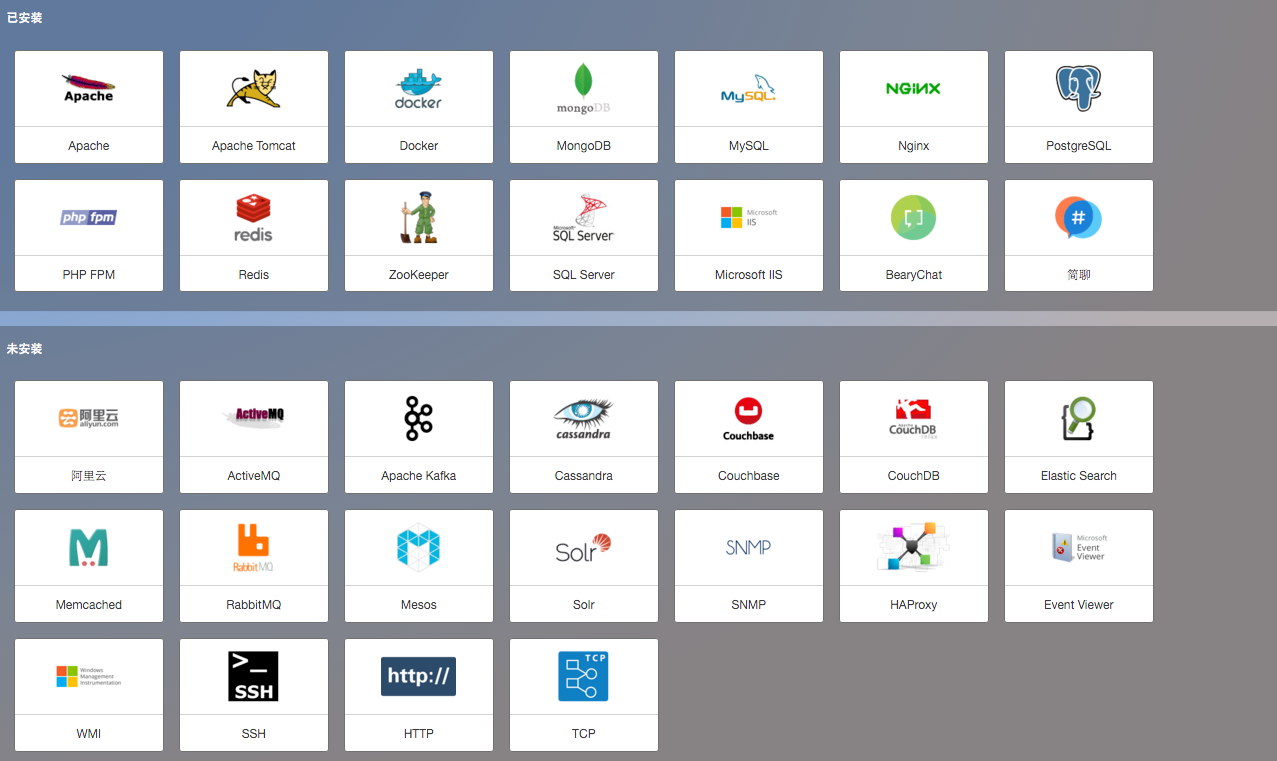 已安装
Apache
docker
mongoDB
MySQL
NGiNX
Apache
Apache Tomcat
Docker
MongoDB
MySQL
Nginx
PostgreSQL
php fpm
redis
Microsoft
SQL Server
Microsoft
IIS
#
PHP FPM
Redis
ZooKeeper
SQL Server
Microsoft IIS
BearyChat
简聊
未安装
阿里云
aliyun.com
ActiveMQ
cassandra
Couchbase
Apache
CouchDB
relax
阿里云
ActiveMQ
Apache Kafka
Cassandra
Couchbase
CouchDB
Elastic Search
RabbitMQ
Solr
SNMP
Microsoft
Event
Viewer
Memcached
RabbitMQ
Mesos
Solr
SNMP
HAProxy
Event Viewer
Windows
Management
Instrumentation
>_
SSH
http://
TCP
WMI
SSH
HTTP
TCP